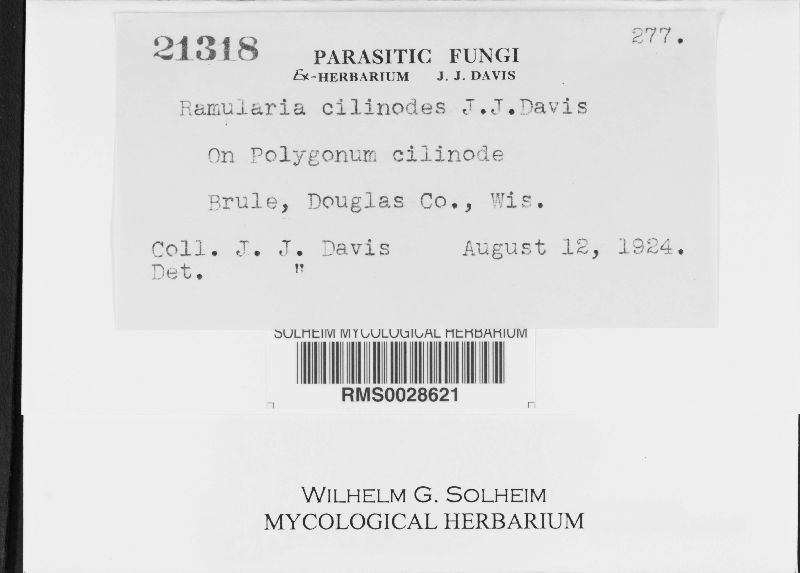 21318
277.
PARASITIC FUNGI
Ex-HERBARIUM J. J. DAVIS
Ramularia cilinodes J.J.Davis
On Polygonum cilinode
Brule, Douglas Co., Wis.
Coll. J. J. Davis August 12, 1924.
Det. "
SOLHEIM MYCOLOGICAL HERBARIUM
RMS0028621
WILHELM G. SOLHEIM
MYCOLOGICAL HERBARIUM